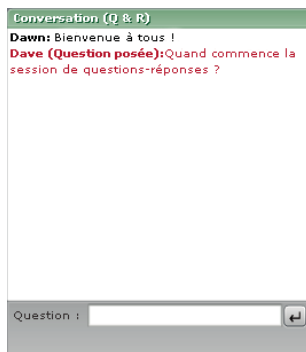 Conversation (Q & R)
Dawn: Bienvenue à tous !
Dave (Question posée):Quand commence la
session de questions-réponses ?
Question :